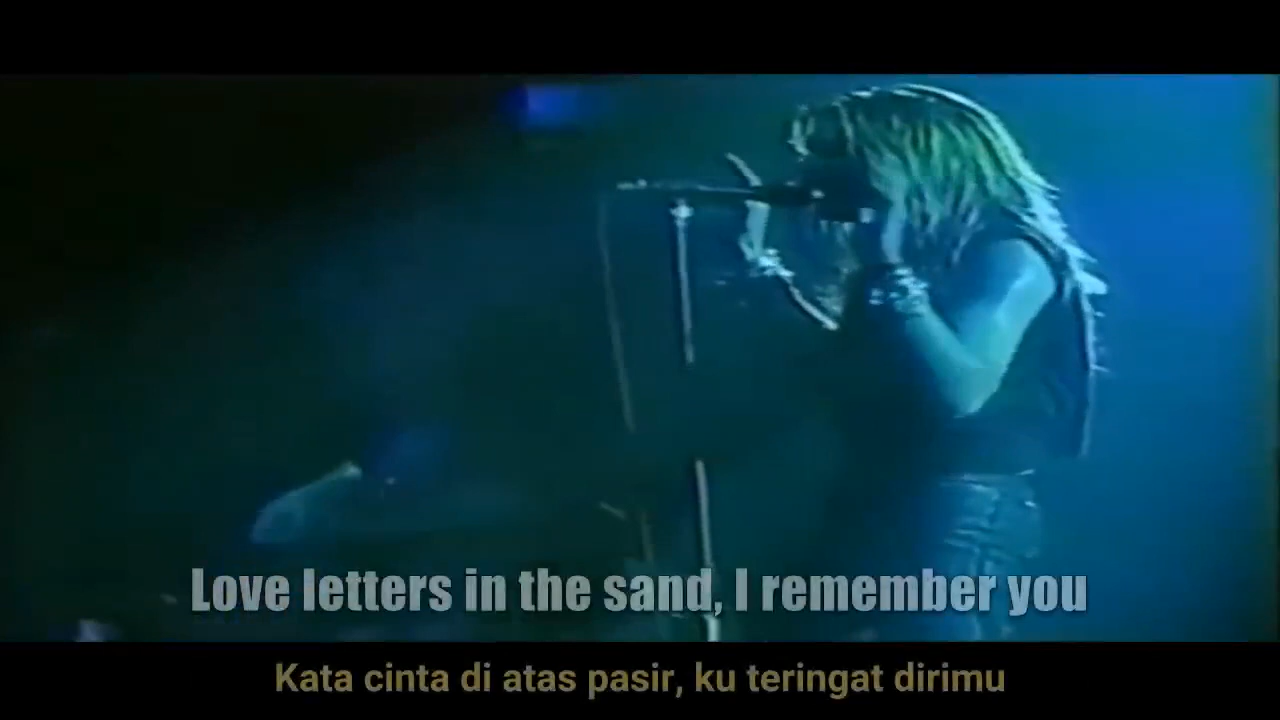 Love letters in the sand, I remember you
Kata cinta di atas pasir, ku teringat dirimu